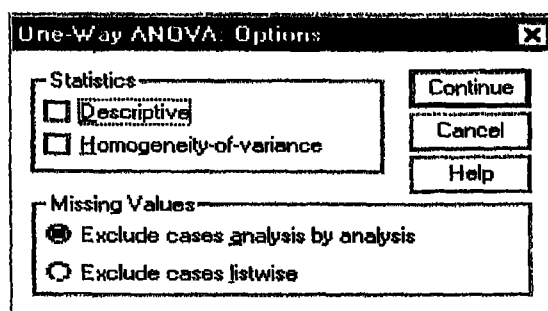 One-Way ANOVA: Options
Statistics
Descriptive
Homogeneity-of-variance
Continue
Cancel
Help
Missing Values
Exclude cases analysis by analysis
Exclude cases listwise